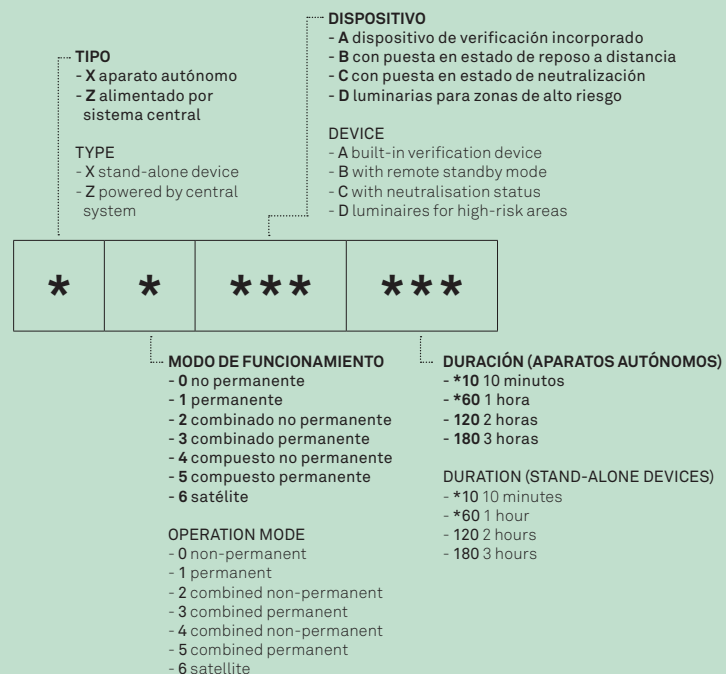 DISPOSITIVO
- A dispositivo de verificación incorporado
- B con puesta en estado de reposo a distancia
- C con puesta en estado de neutralización
- D luminarias para zonas de alto riesgo
DEVICE
- A built-in verification device
- B with remote standby mode
- C with neutralisation status
- D luminaires for high-risk areas
TIPO
- X aparato autónomo
- Z alimentado por
sistema central
TYPE
- X stand-alone device
- Z powered by central
system
* * *** ***
MODO DE FUNCIONAMIENTO
- 0 no permanente
- 1 permanente
- 2 combinado no permanente
- 3 combinado permanente
- 4 compuesto no permanente
- 5 compuesto permanente
- 6 satélite
OPERATION MODE
- 0 non-permanent
- 1 permanent
- 2 combined non-permanent
- 3 combined permanent
- 4 combined non-permanent
- 5 combined permanent
- 6 satellite
DURACIÓN (APARATOS AUTÓNOMOS)
- *10 10 minutos
- *60 1 hora
- 120 2 horas
- 180 3 horas
DURATION (STAND-ALONE DEVICES)
- *10 10 minutes
- *60 1 hour
- 120 2 hours
- 180 3 hours